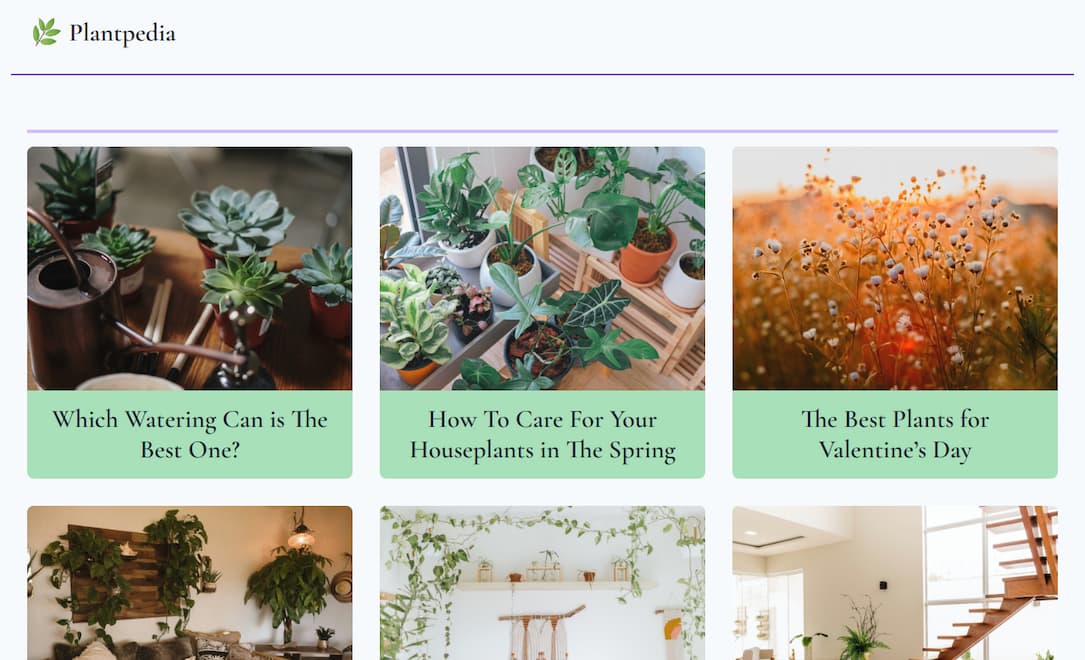 Plantpedia
Which Watering Can is The
Best One?
How To Care For Your
Houseplants in The Spring
The Best Plants for
Valentine’s Day